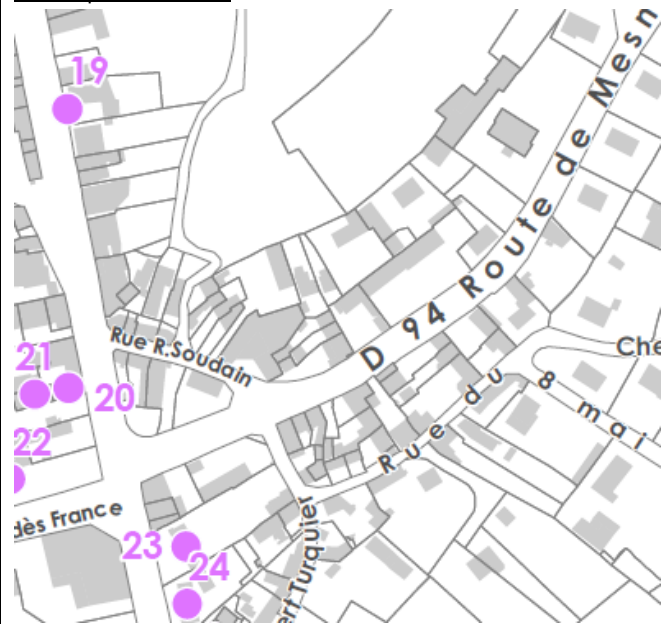 19
D 94 Route de Mesn
Rue R.Soudain
21
20
Che
Rue du 8 mai
22
dès France
23
24
ert Turquier